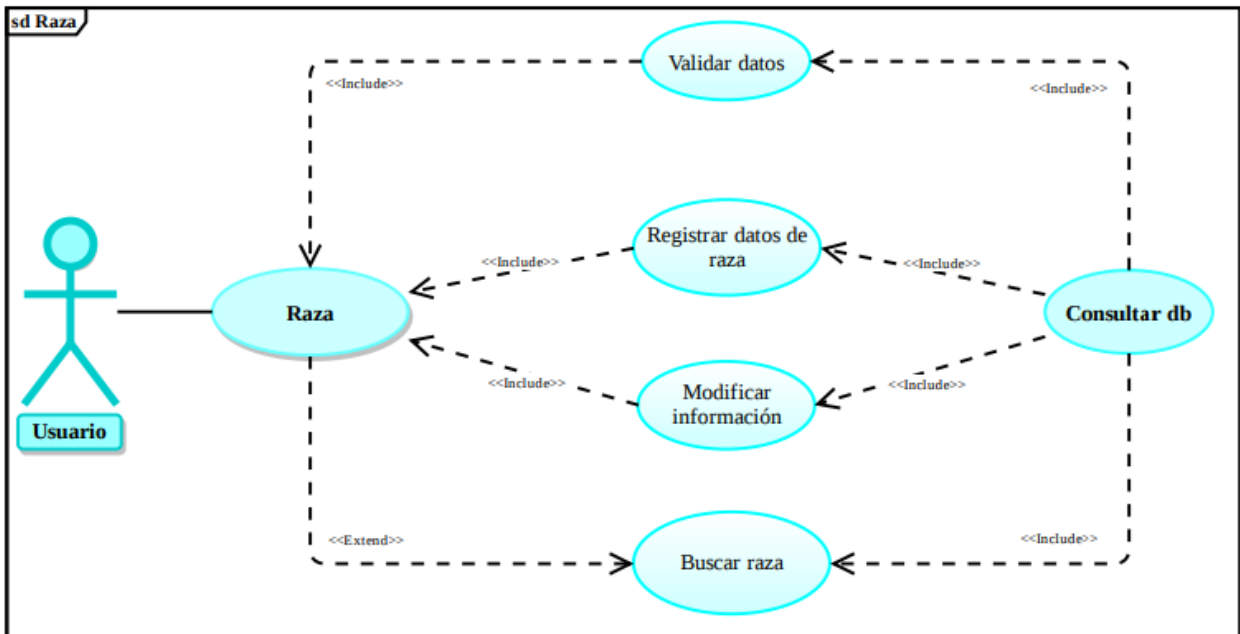 sd Raza
Validar datos
<<Include>>
<<Include>>
Registrar datos de
raza
<<Include>>
<<Include>>
Raza
Consultar db
<<Include>>
<<Include>>
Modificar
información
Usuario
<<Extend>>
<<Include>>
Buscar raza